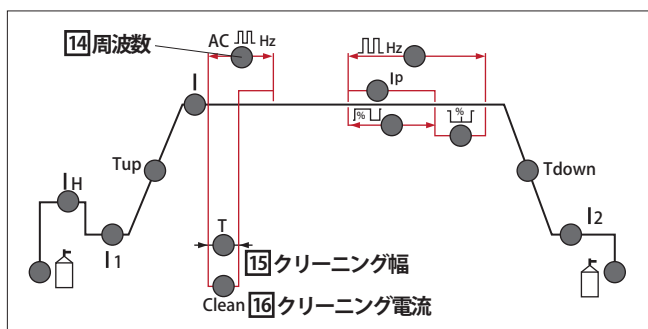 14 周波数
AC Hz
Hz
I
Ip
%
%
Tup
Tdown
IH
I1
T
I2
15 クリーニング幅
Clean 16 クリーニング電流